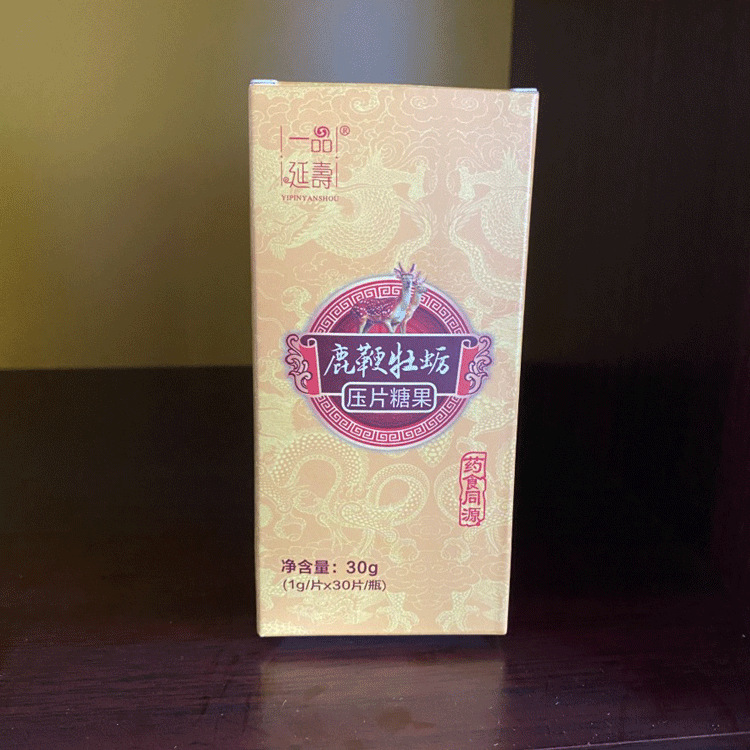 一品®
延壽
YIPINYANSHOU
鹿鞭牡蛎
压片糖果
药食同源
净含量：30g
(1g/片×30片/瓶)